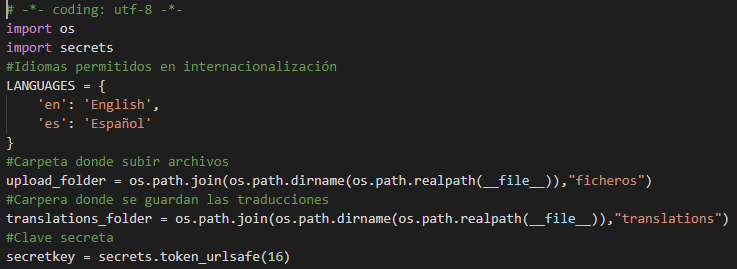 # -*- coding: utf-8 -*-
import os
import secrets
#Idiomas permitidos en internacionalización
LANGUAGES = {
    'en': 'English',
    'es': 'Español'
}
#Carpeta donde subir archivos
upload_folder = os.path.join(os.path.dirname(os.path.realpath(__file__)),"ficheros")
#Carpera donde se guardan las traducciones
translations_folder = os.path.join(os.path.dirname(os.path.realpath(__file__)),"translations")
#Clave secreta
secretkey = secrets.token_urlsafe(16)